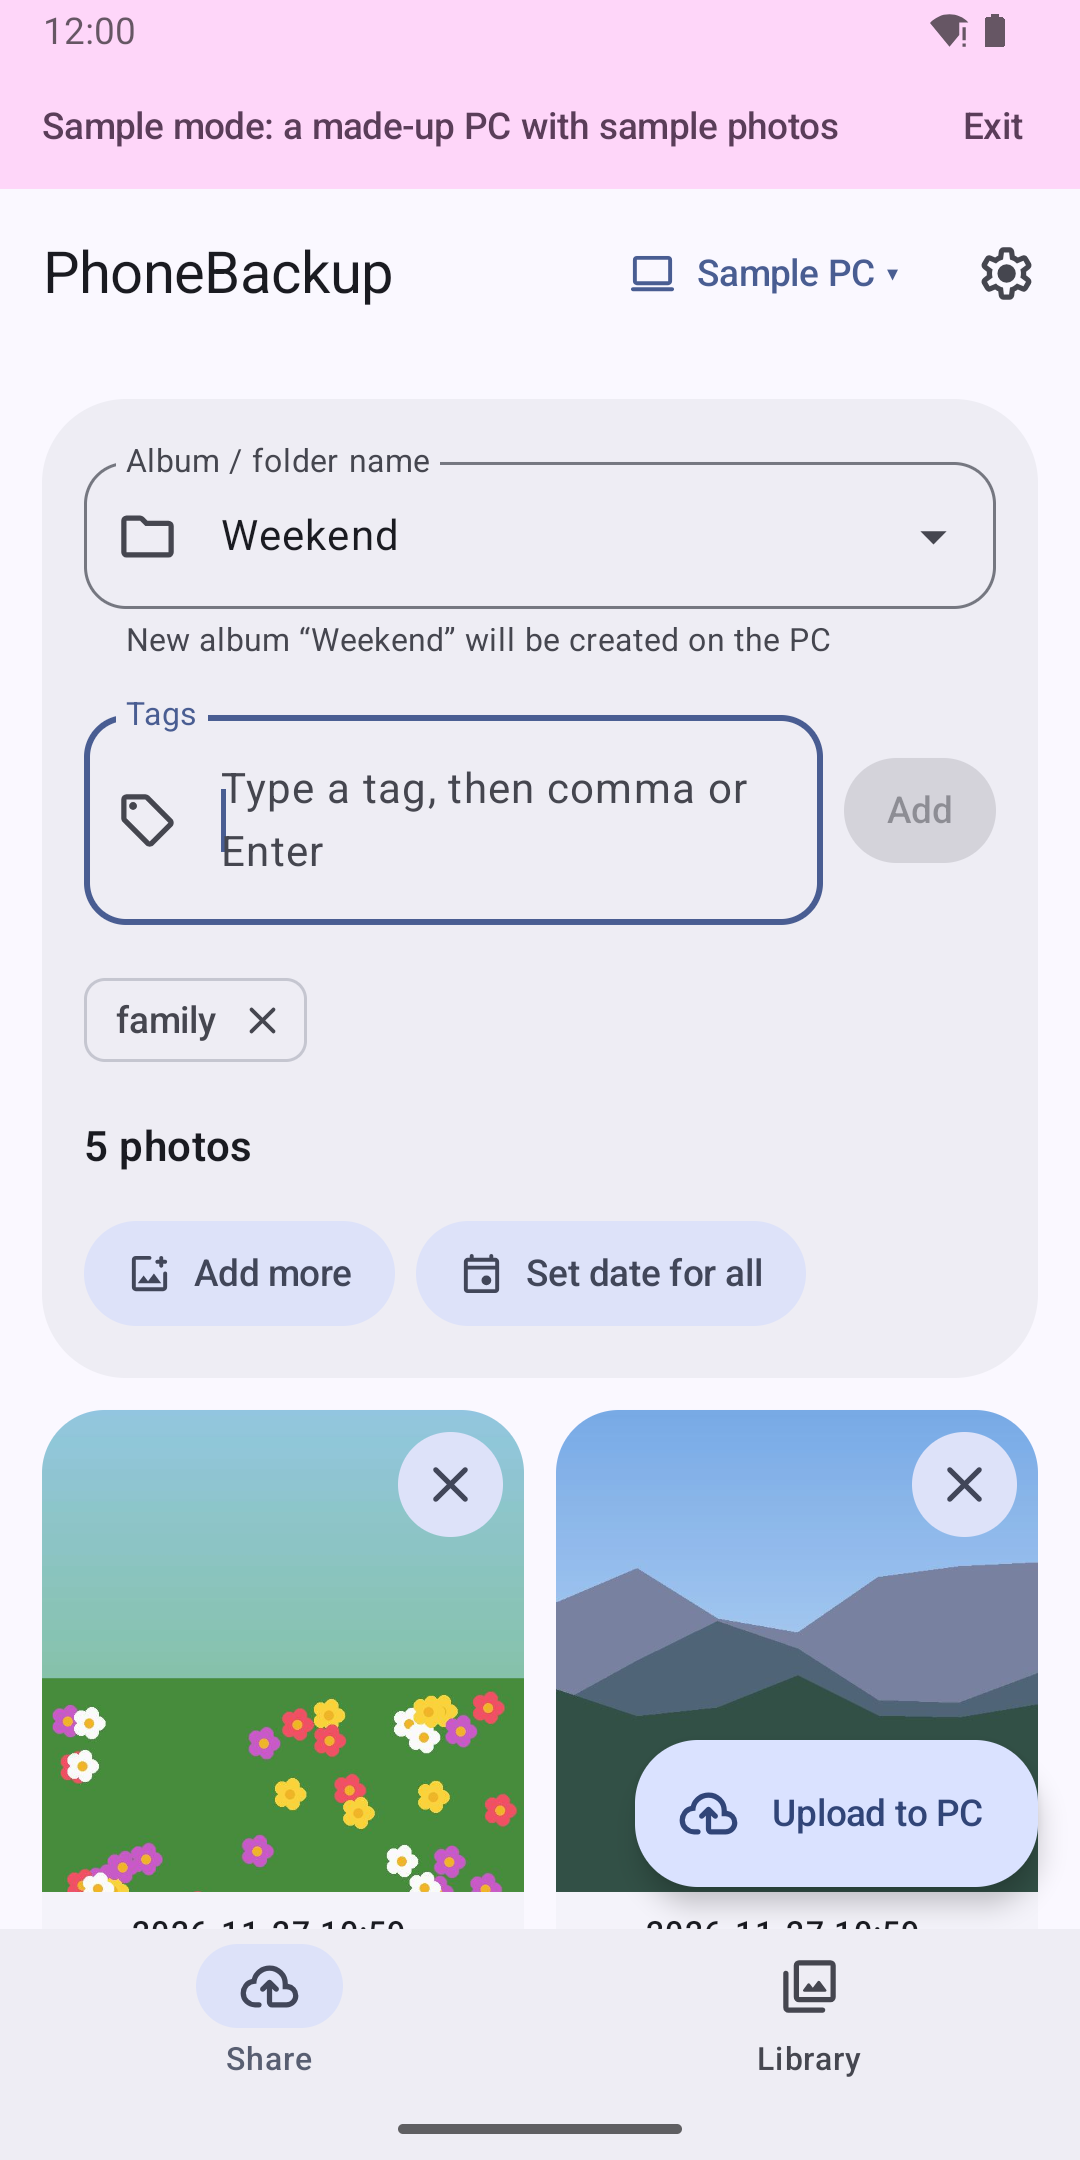 12:00
Sample mode: a made-up PC with sample photos
Exit
PhoneBackup
Sample PC
Album / folder name
Weekend
New album “Weekend” will be created on the PC
Tags
Type a tag, then comma or
Enter
Add
family
5 photos
Add more
Set date for all
Upload to PC
Share
Library